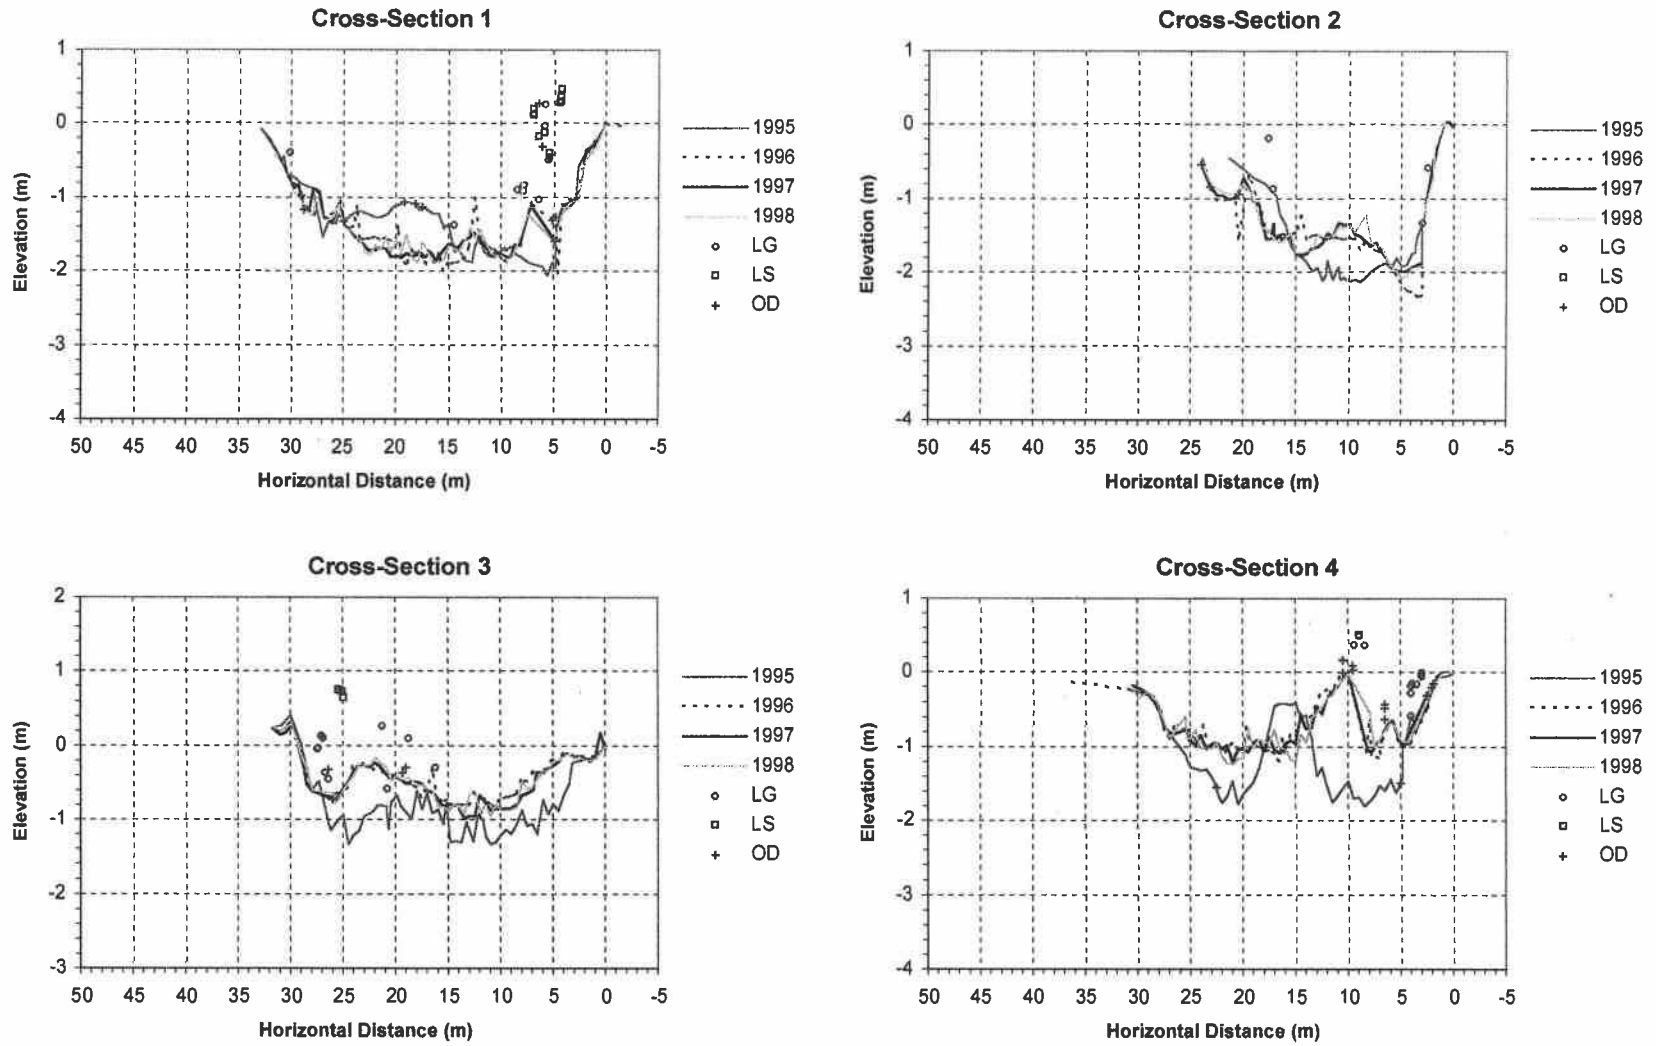 Cross-Section 1
1
0
-1
-2
-3
-4
Elevation (m)
50 45 40 35 30 25 20 15 10 5 0 -5
Horizontal Distance (m)
1995
1996
1997
1998
LG
LS
OD
Cross-Section 2
1
0
-1
-2
-3
-4
Elevation (m)
50 45 40 35 30 25 20 15 10 5 0 -5
Horizontal Distance (m)
1995
1996
1997
1998
LG
LS
OD
Cross-Section 3
2
1
0
-1
-2
-3
Elevation (m)
50 45 40 35 30 25 20 15 10 5 0 -5
Horizontal Distance (m)
1995
1996
1997
1998
LG
LS
OD
Cross-Section 4
1
0
-1
-2
-3
-4
Elevation (m)
50 45 40 35 30 25 20 15 10 5 0 -5
Horizontal Distance (m)
1995
1996
1997
1998
LG
LS
OD